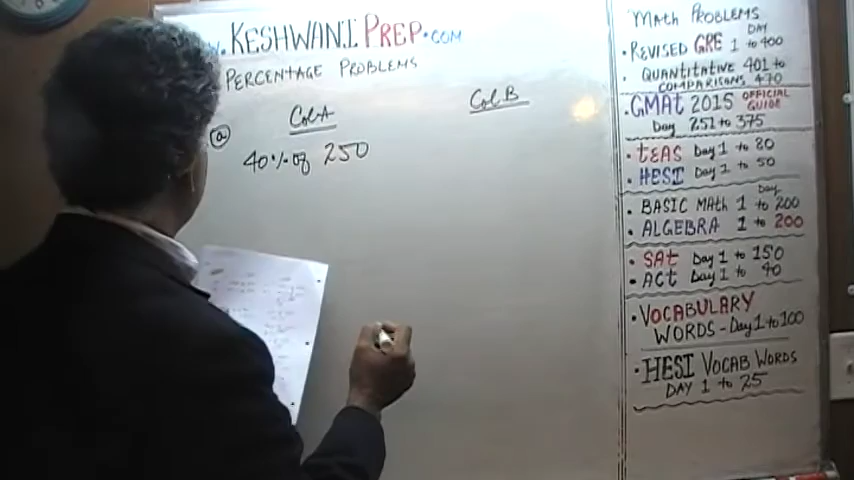 w.KESHWANIPREP.COM
PERCENTAGE PROBLEMS
Col-A
Col B
a
40% of 250
MATH PROBLEMS
DAY
• REVISED GRE 1 to 400
• QUANTITATIVE 401 to
COMPARISONS 470
• GMAT 2015 OFFICIAL GUIDE
Day 251 to 375
• TEAS Day 1 to 80
• HESI Day 1 to 50
Day
• BASIC MATH 1 to 200
• ALGEBRA 1 to 200
• SAt Day 1 to 150
• ACt Day 1 to 40
• VOCABULARY
WORDS - Day 1 to 100
• HESI VOCAB WORDS
DAY 1 to 25